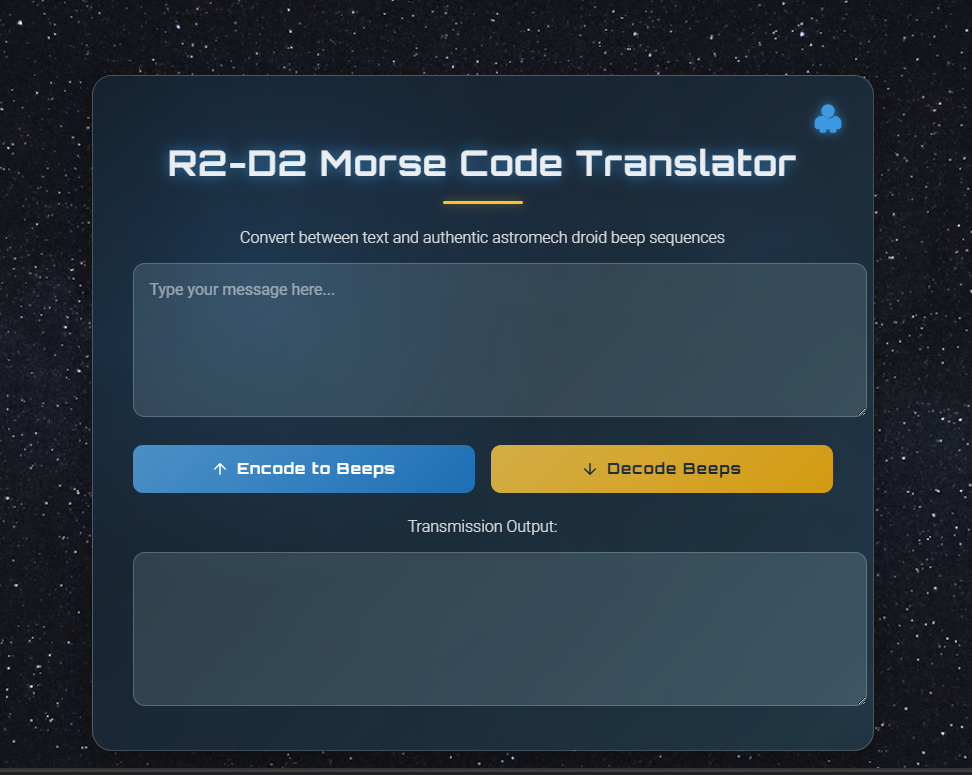 R2-D2 Morse Code Translator
Convert between text and authentic astromech droid beep sequences
Type your message here...
↑ Encode to Beeps
↓ Decode Beeps
Transmission Output: